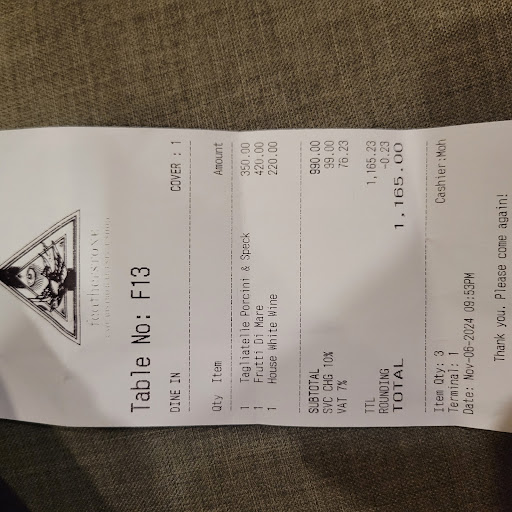 featherstone
Table No: F13
DINE IN COVER : 1
Qty Item Amount
1 Tagliatelle Porcini & Speck 350.00
1 Frutti Di Mare 420.00
1 House White Wine 220.00
SUBTOTAL 990.00
SVC CHG 10% 99.00
VAT 7% 76.23
TTL 1,165.23
ROUNDING -0.23
TOTAL 1,165.00
Item Qty: 3 Cashier:Moh
Terminal: 1
Date: Nov-06-2024 09:53PM
Thank you. Please come again!